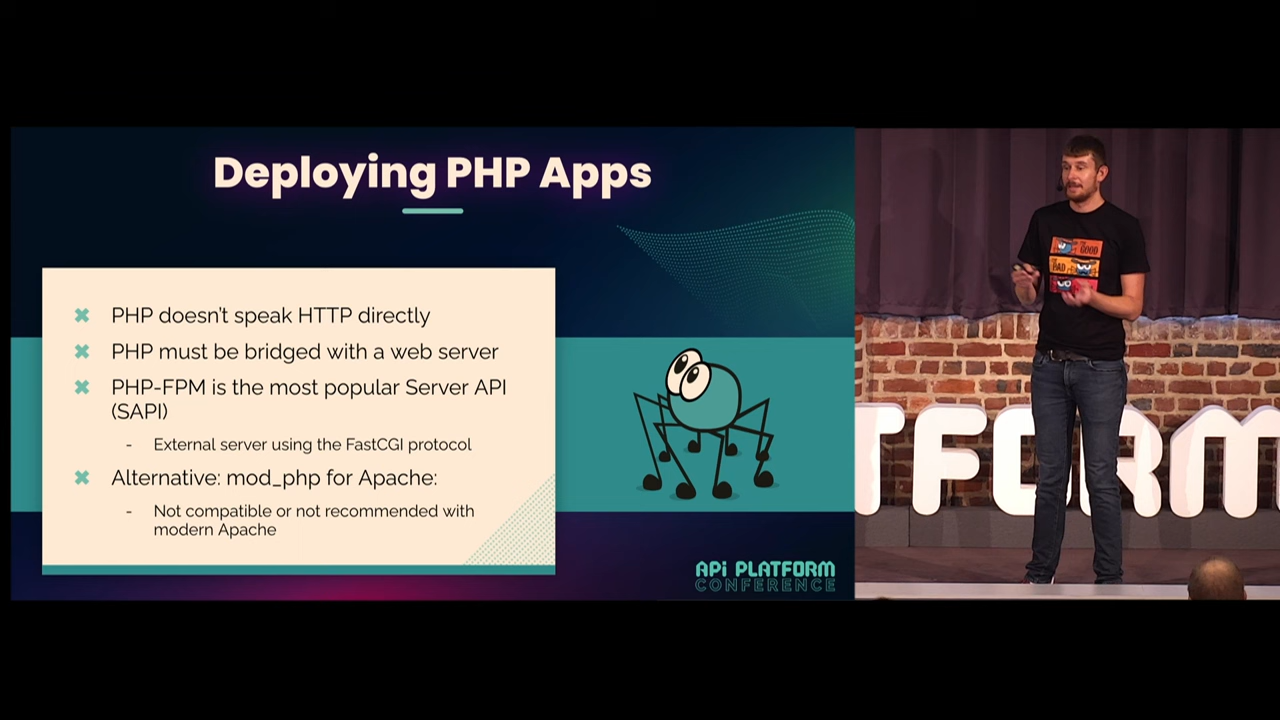 Deploying PHP Apps
PHP doesn't speak HTTP directly
PHP must be bridged with a web server
PHP-FPM is the most popular Server API
(SAPI)
- External server using the FastCGI protocol
Alternative: mod_php for Apache:
- Not compatible or not recommended with
modern Apache
APi PLATFORM
CONFERENCE
GOOD
BAD
TFORM